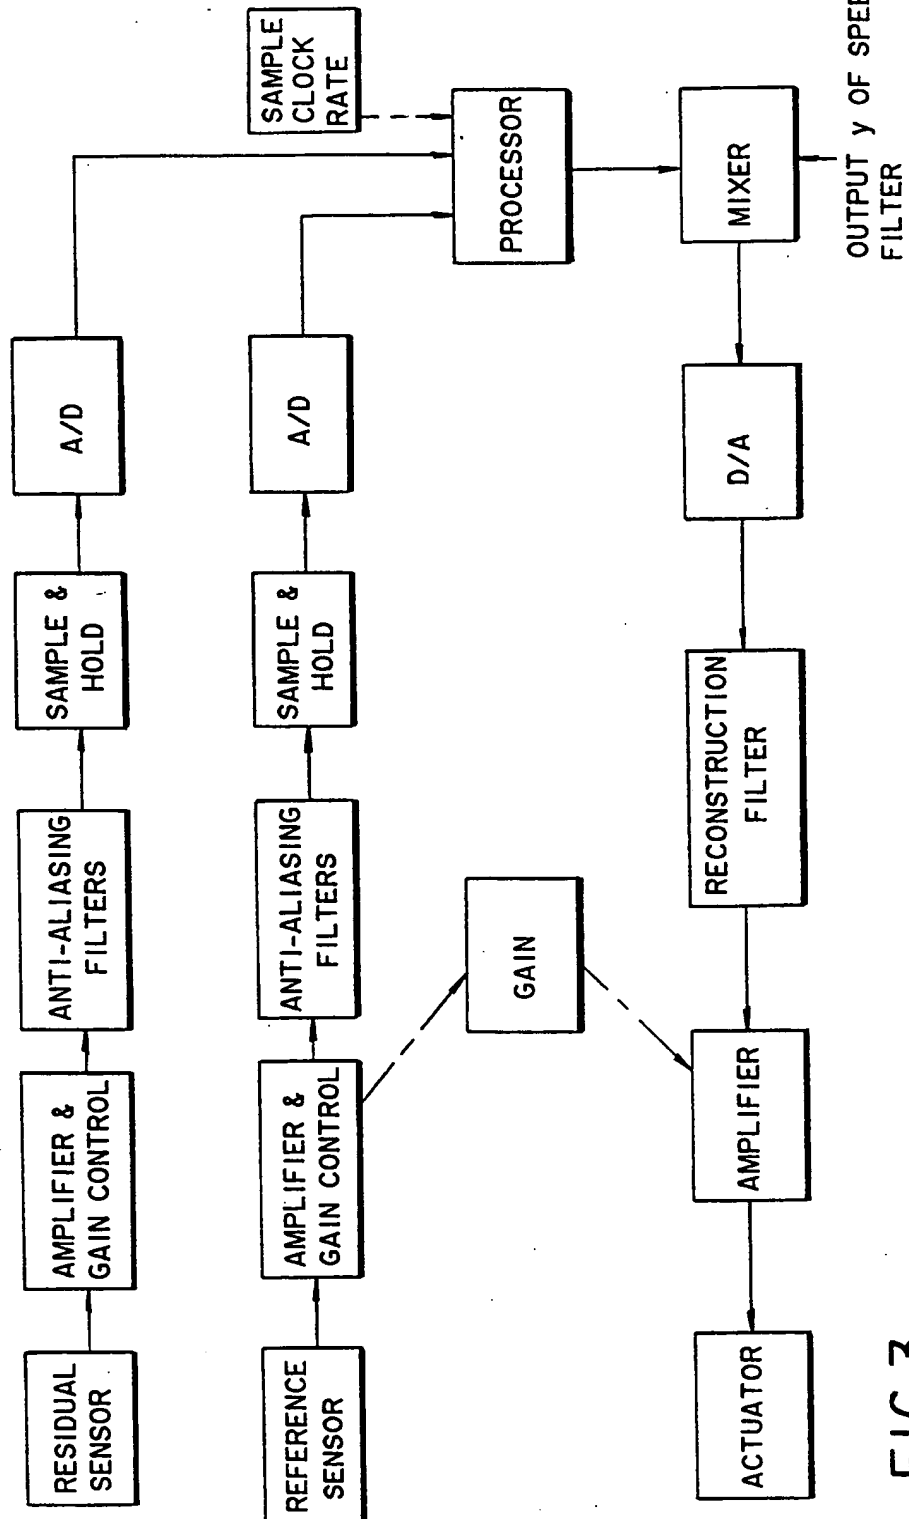 RESIDUAL
SENSOR
AMPLIFIER &
GAIN CONTROL
ANTI-ALIASING
FILTERS
SAMPLE &
HOLD
A/D
REFERENCE
SENSOR
AMPLIFIER &
GAIN CONTROL
ANTI-ALIASING
FILTERS
SAMPLE &
HOLD
A/D
SAMPLE
CLOCK
RATE
GAIN
PROCESSOR
ACTUATOR
AMPLIFIER
RECONSTRUCTION
FILTER
D/A
MIXER
OUTPUT y OF
FILTER